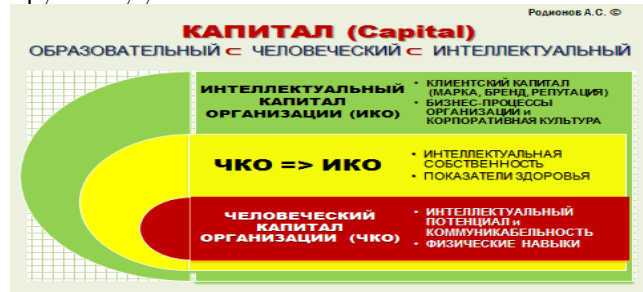 Родионов А.С. ©
КАПИТАЛ (Capital)
ОБРАЗОВАТЕЛЬНЫЙ ⊂ ЧЕЛОВЕЧЕСКИЙ ⊂ ИНТЕЛЛЕКТУАЛЬНЫЙ
ИНТЕЛЛЕКТУАЛЬНЫЙ
КАПИТАЛ
ОРГАНИЗАЦИИ (ИКО)
• КЛИЕНТСКИЙ КАПИТАЛ
(МАРКА, БРЕНД, РЕПУТАЦИЯ)
• БИЗНЕС-ПРОЦЕССЫ
ОРГАНИЗАЦИИ и
КОРПОРАТИВНАЯ КУЛЬТУРА
ЧКО => ИКО
• ИНТЕЛЛЕКТУАЛЬНАЯ
СОБСТВЕННОСТЬ
• ПОКАЗАТЕЛИ ЗДОРОВЬЯ
ЧЕЛОВЕЧЕСКИЙ
КАПИТАЛ
ОРГАНИЗАЦИИ (ЧКО)
• ИНТЕЛЛЕКТУАЛЬНЫЙ
ПОТЕНЦИАЛ и
КОММУНИКАБЕЛЬНОСТЬ
• ФИЗИЧЕСКИЕ НАВЫКИ